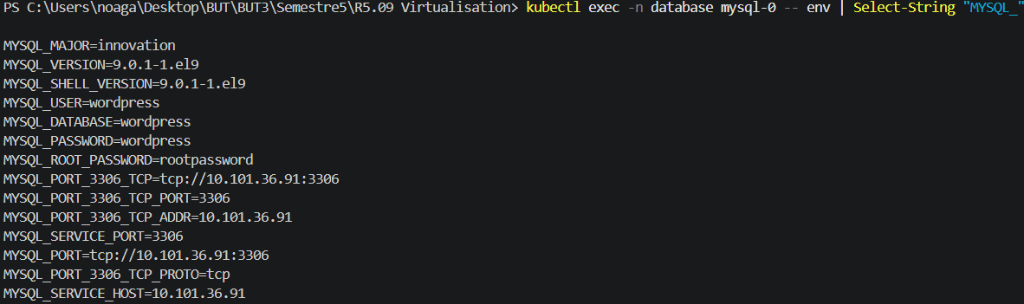 PS C:\Users\noaga\Desktop\BUT\BUT3\Semestre5\R5.09 Virtualisation> kubectl exec -n database mysql-0 -- env | Select-String "MYSQL_"
MYSQL_MAJOR=innovation
MYSQL_VERSION=9.0.1-1.el9
MYSQL_SHELL_VERSION=9.0.1-1.el9
MYSQL_USER=wordpress
MYSQL_DATABASE=wordpress
MYSQL_PASSWORD=wordpress
MYSQL_ROOT_PASSWORD=rootpassword
MYSQL_PORT_3306_TCP=tcp://10.101.36.91:3306
MYSQL_PORT_3306_TCP_PORT=3306
MYSQL_PORT_3306_TCP_ADDR=10.101.36.91
MYSQL_SERVICE_PORT=3306
MYSQL_PORT=tcp://10.101.36.91:3306
MYSQL_PORT_3306_TCP_PROTO=tcp
MYSQL_SERVICE_HOST=10.101.36.91